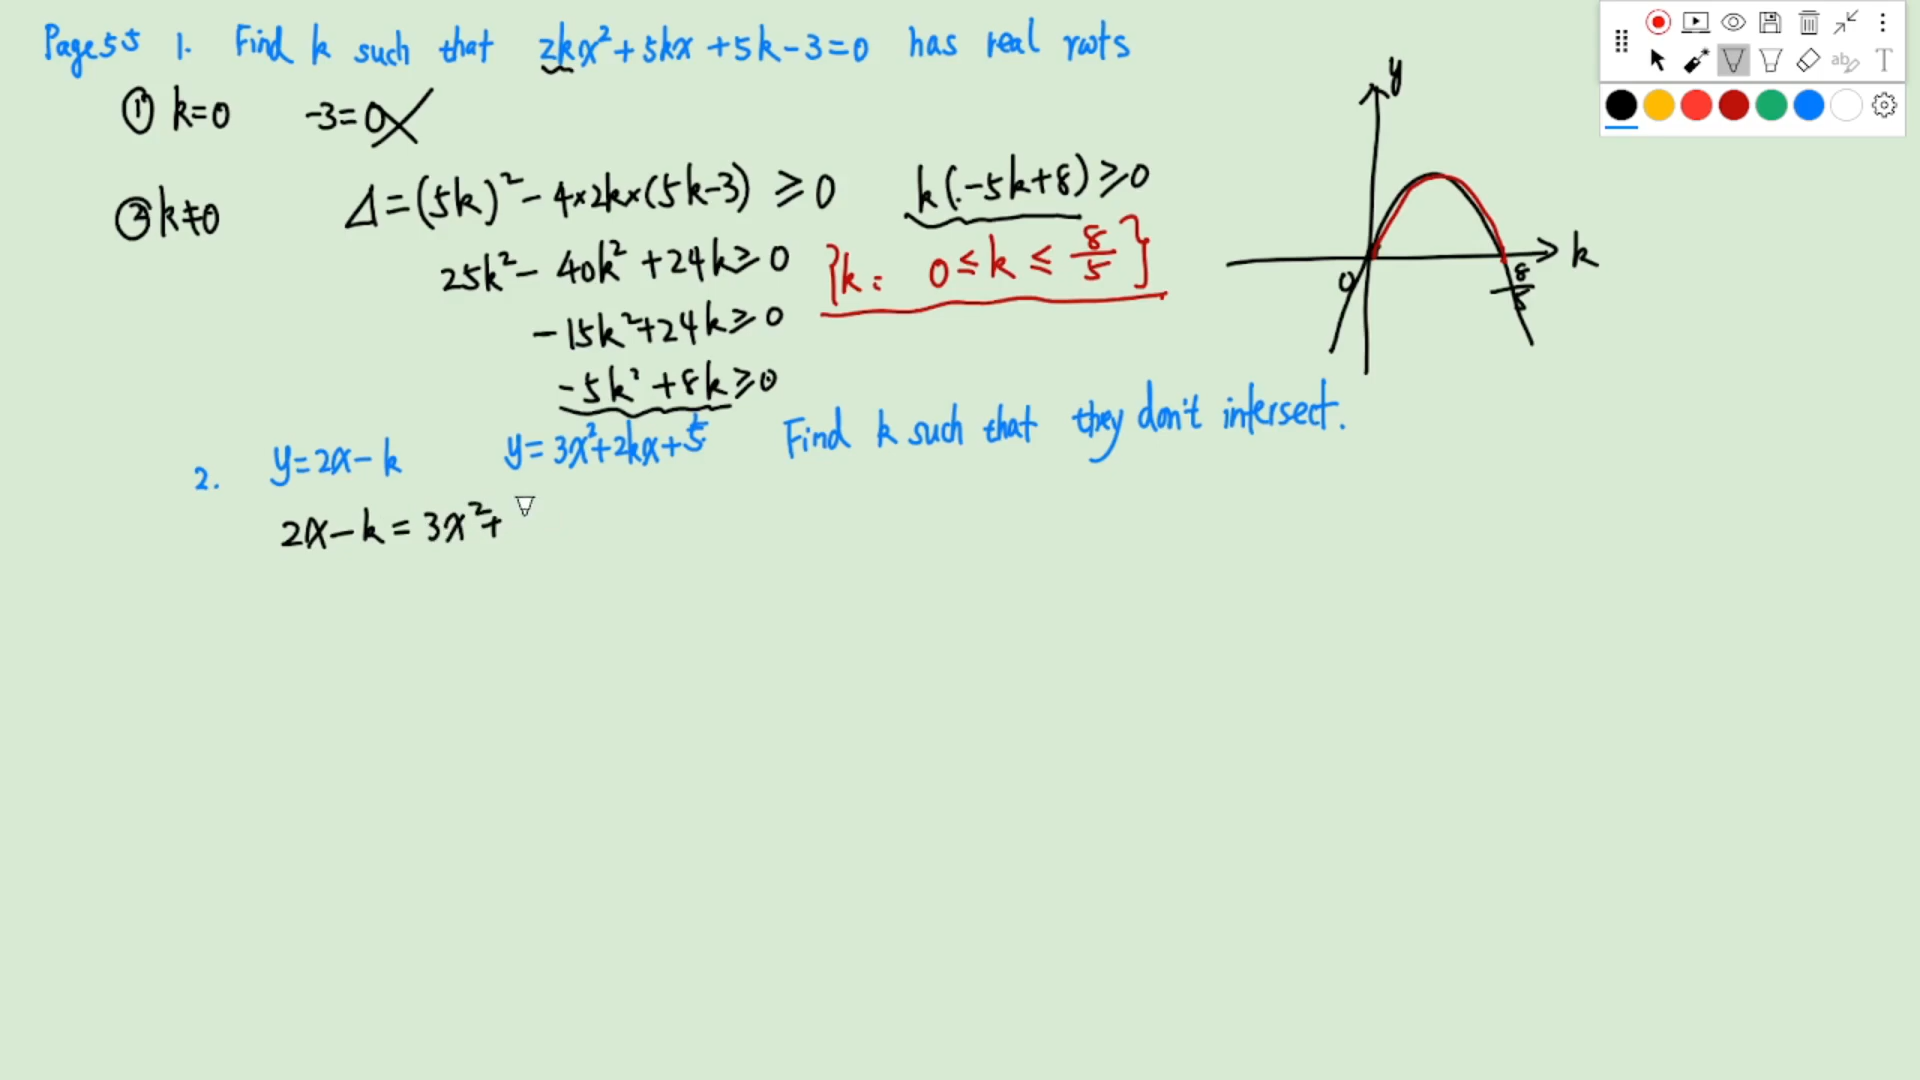 Page 55 1. Find k such that 2kx²+5kx+5k-3=0 has real roots
① k=0 -3=0
② k≠0 Δ=(5k)²-4×2k×(5k-3)≥0 k(-5k+8)≥0
25k²-40k²+24k≥0 {k: 0≤k≤8/5}
-15k²+24k≥0
-5k²+8k≥0
y
k
0
8/5
2. y=2x-k y=3x²+2kx+5 Find k such that they don't intersect.
2x-k=3x²+
ab
T